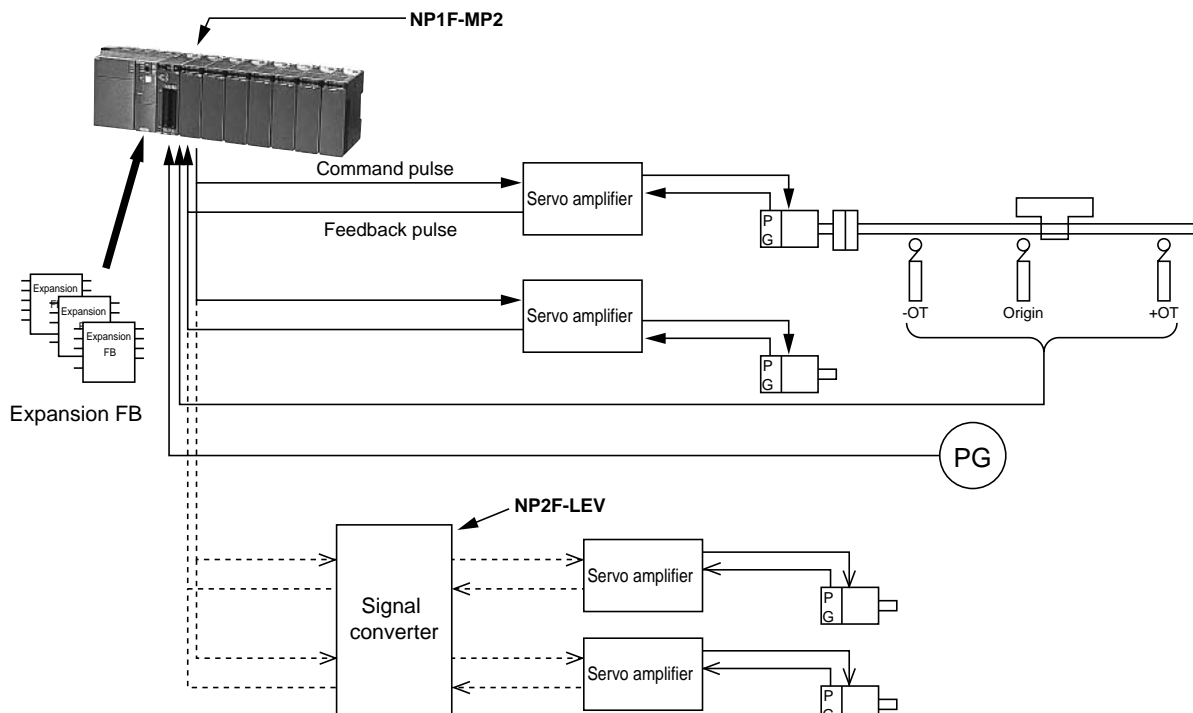 NP1F-MP2
Command pulse
Servo amplifier
Feedback pulse
P
G
Expansion
F
Expansion
F
Expansion
FB
Servo amplifier
-OT
Origin
+OT
P
G
Expansion FB
PG
NP2F-LEV
Signal
converter
Servo amplifier
P
G
Servo amplifier
P
G